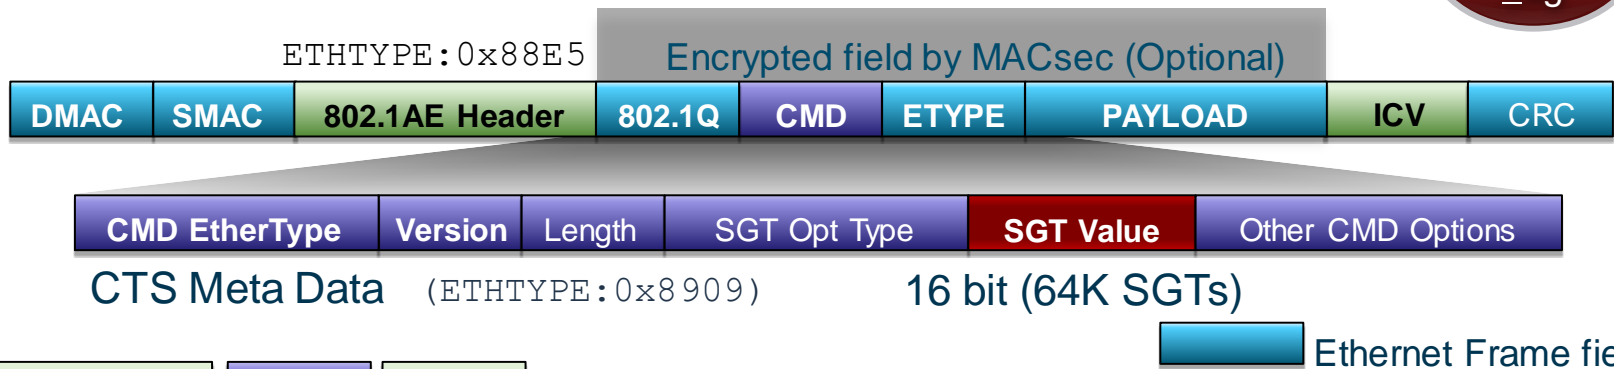 ETHTYPE:0x88E5 Encrypted field by MACsec (Optional)
DMAC SMAC 802.1AE Header 802.1Q CMD ETYPE PAYLOAD ICV CRC
CMD EtherType Version Length SGT Opt Type SGT Value Other CMD Options
CTS Meta Data (ETHTYPE:0x8909) 16 bit (64K SGTs)
Ethernet Frame